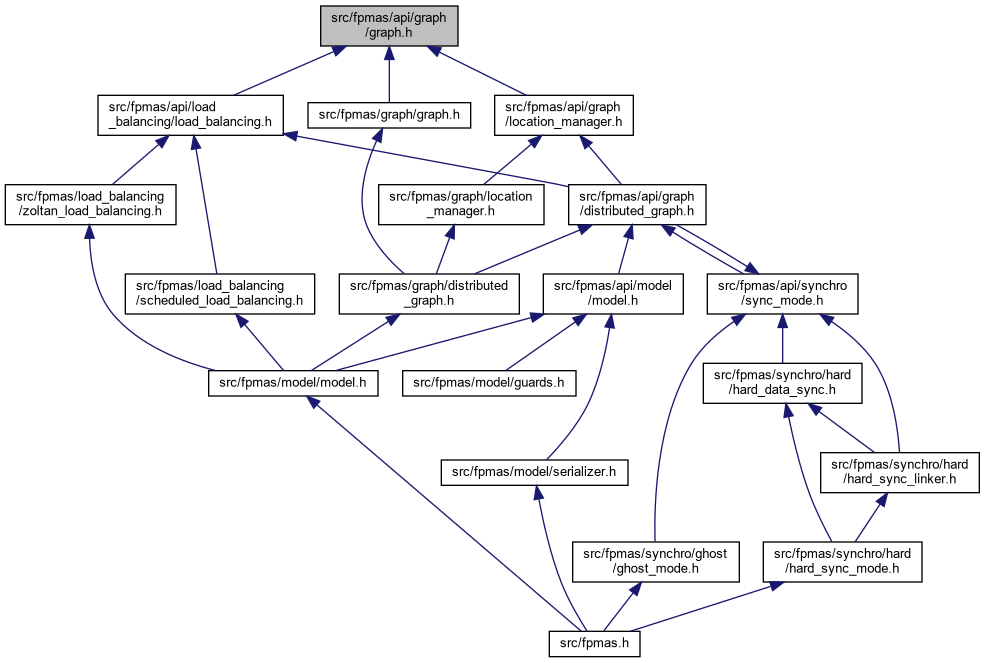 src/fpmas/api/graph
/graph.h
src/fpmas/api/load
_balancing/load_balancing.h
src/fpmas/graph/graph.h
src/fpmas/api/graph
/location_manager.h
src/fpmas/load_balancing
/zoltan_load_balancing.h
src/fpmas/graph/location
_manager.h
src/fpmas/api/graph
/distributed_graph.h
src/fpmas/load_balancing
/scheduled_load_balancing.h
src/fpmas/graph/distributed
_graph.h
src/fpmas/api/model
/model.h
src/fpmas/api/synchro
/sync_mode.h
src/fpmas/model/model.h
src/fpmas/model/guards.h
src/fpmas/synchro/hard
/hard_data_sync.h
src/fpmas/model/serializer.h
src/fpmas/synchro/hard
/hard_sync_linker.h
src/fpmas/synchro/ghost
/ghost_mode.h
src/fpmas/synchro/hard
/hard_sync_mode.h
src/fpmas.h